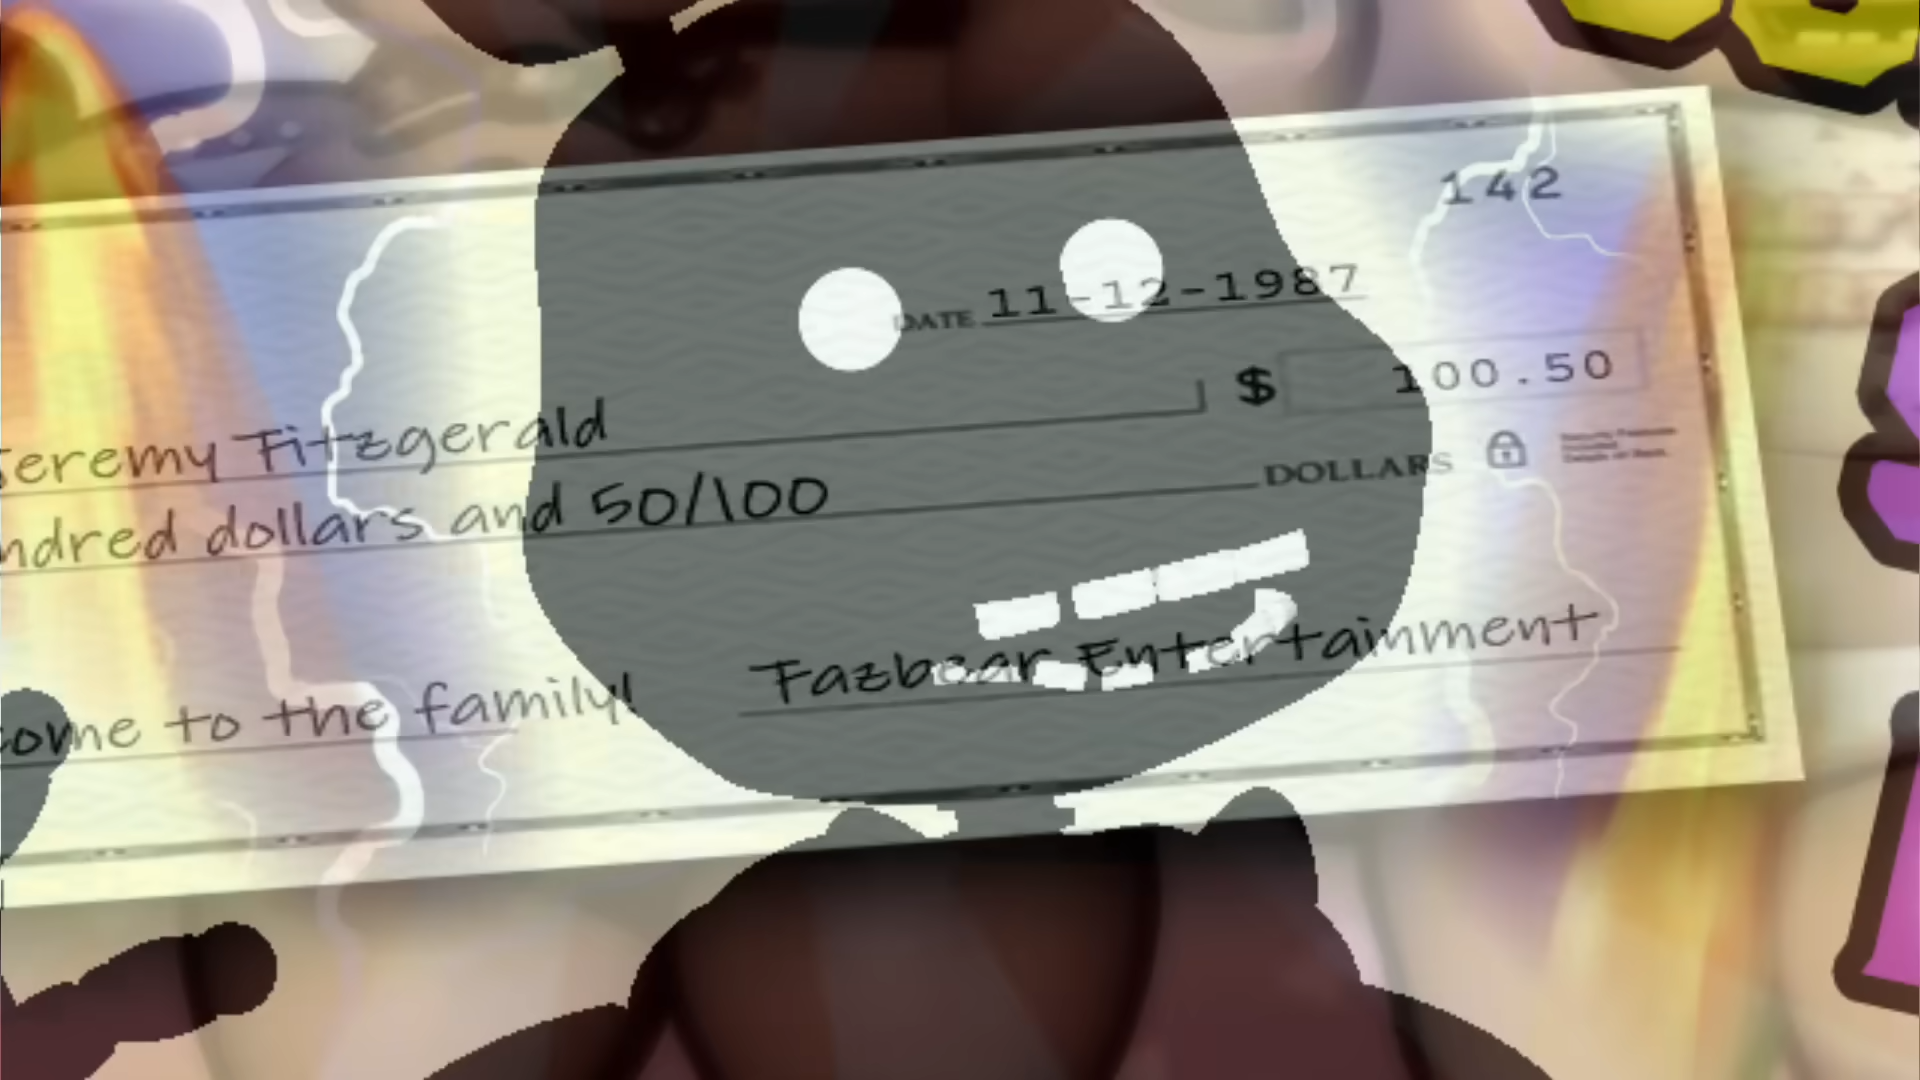 142
DATE 11-12-1987
$ 100.50
Jeremy Fitzgerald
ndred dollars and 50/100 DOLLARS
ome to the family! Fazbear Entertainment